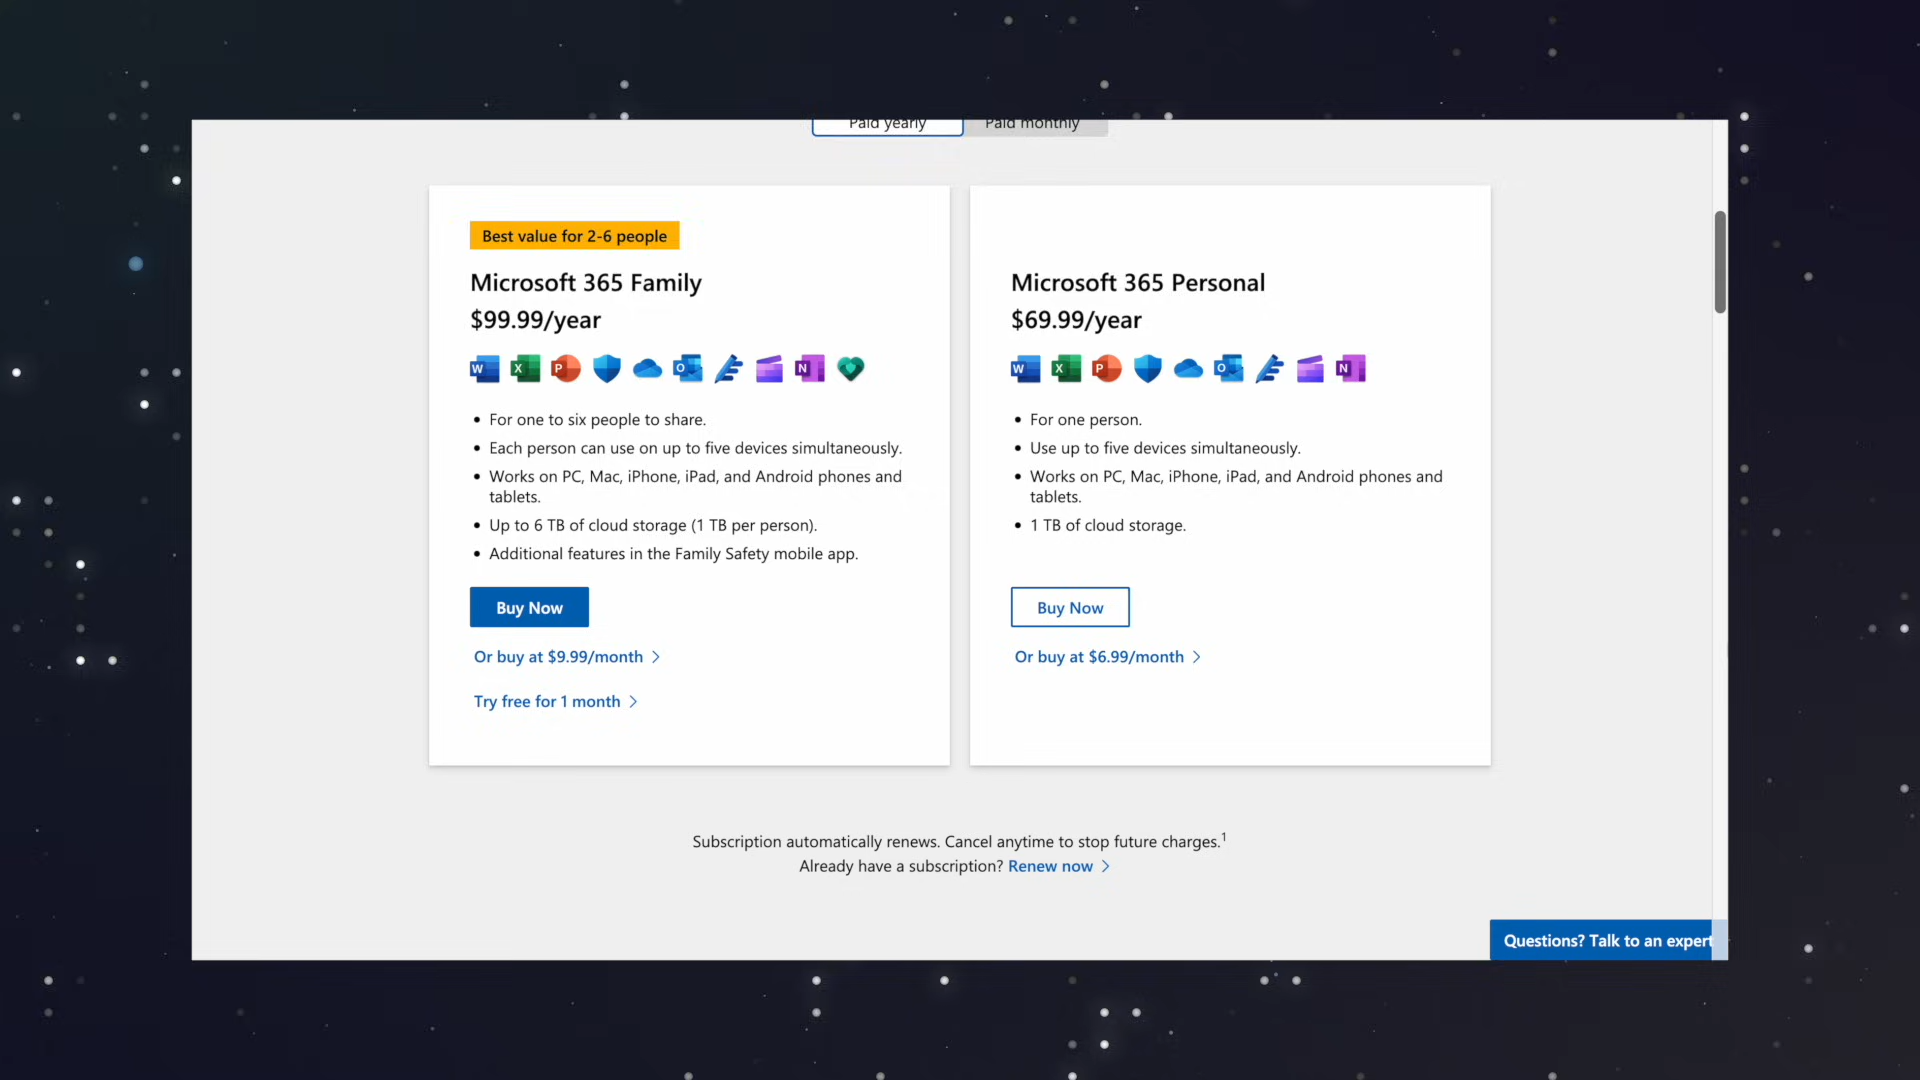 Paid yearly Paid monthly
Best value for 2-6 people
Microsoft 365 Family
$99.99/year
W X P O N
• For one to six people to share.
• Each person can use on up to five devices simultaneously.
• Works on PC, Mac, iPhone, iPad, and Android phones and
tablets.
• Up to 6 TB of cloud storage (1 TB per person).
• Additional features in the Family Safety mobile app.
Buy Now
Or buy at $9.99/month >
Try free for 1 month >
Microsoft 365 Personal
$69.99/year
W X P O N
• For one person.
• Use up to five devices simultaneously.
• Works on PC, Mac, iPhone, iPad, and Android phones and
tablets.
• 1 TB of cloud storage.
Buy Now
Or buy at $6.99/month >
Subscription automatically renews. Cancel anytime to stop future charges.¹
Already have a subscription? Renew now >
Questions? Talk to an expert